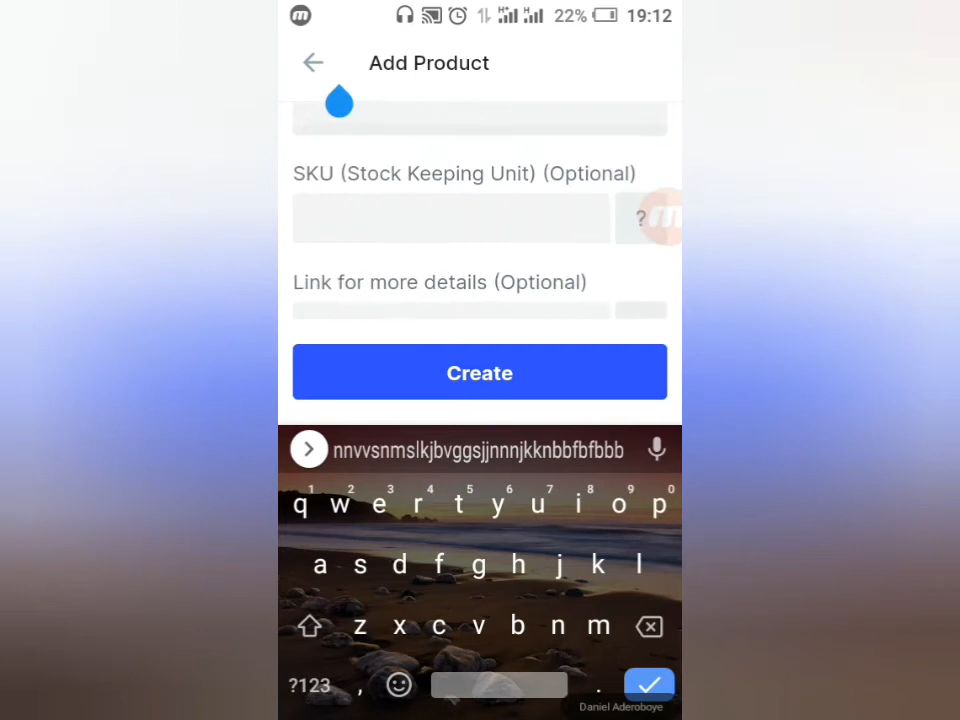 22% 19:12
Add Product
SKU (Stock Keeping Unit) (Optional)
?
Link for more details (Optional)
Create
nnvvsnmslkjbvggsjjnnnjkknbbfbfbbb
1 2 3 4 5 6 7 8 9 0
q w e r t y u i o p
a s d f g h j k l
z x c v b n m
?123 , .
Daniel Aderoboye